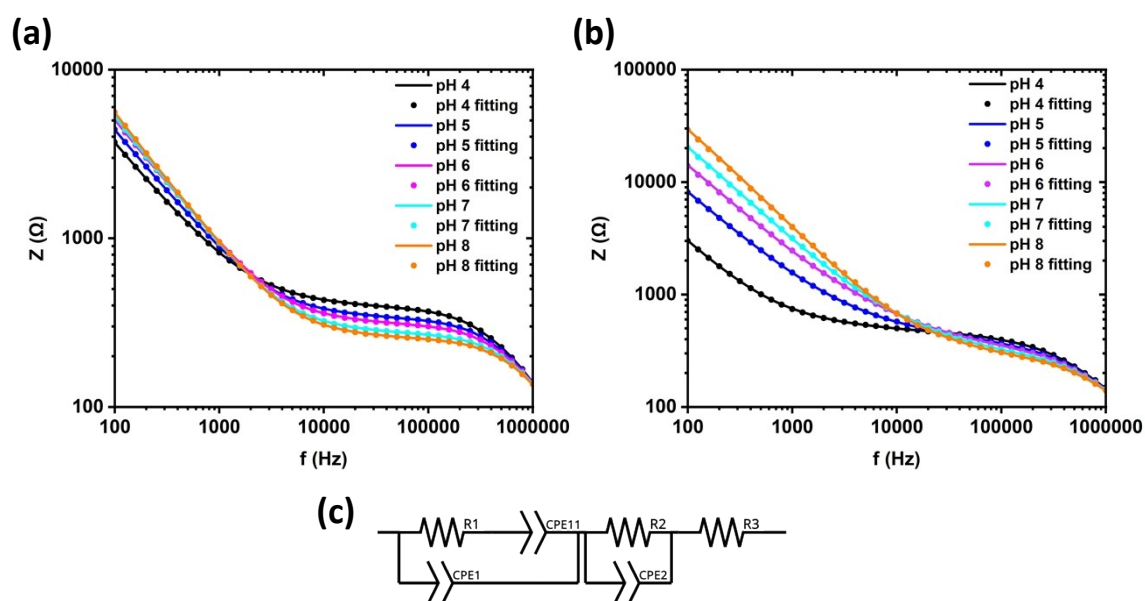 (a)
10000
1000
100
Z (Ω)
100 1000 10000 100000 1000000
f (Hz)
pH 4
pH 4 fitting
pH 5
pH 5 fitting
pH 6
pH 6 fitting
pH 7
pH 7 fitting
pH 8
pH 8 fitting
(b)
100000
10000
1000
100
Z (Ω)
100 1000 10000 100000 1000000
f (Hz)
pH 4
pH 4 fitting
pH 5
pH 5 fitting
pH 6
pH 6 fitting
pH 7
pH 7 fitting
pH 8
pH 8 fitting
(c)
R1 CPE11 R2 R3
CPE1 CPE2